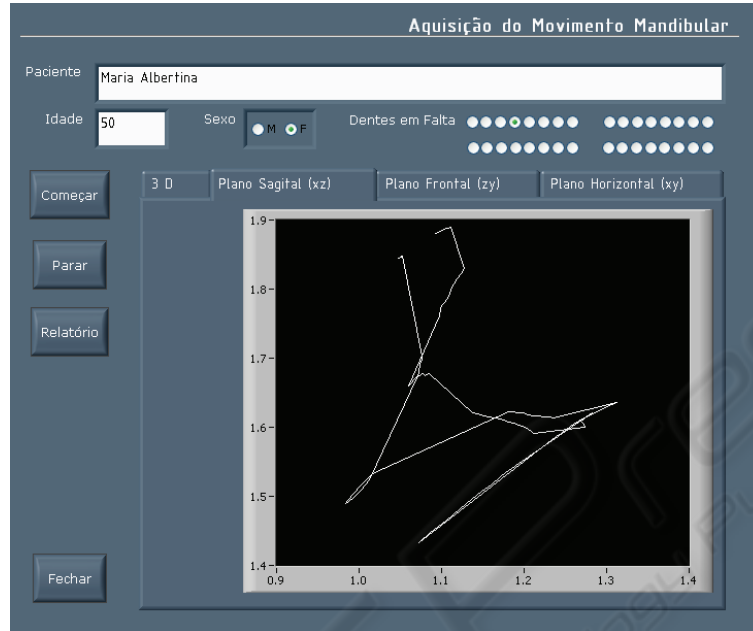 Aquisição do Movimento Mandibular
Paciente Maria Albertina
Idade 50 Sexo M F Dentes em Falta
Começar
Parar
Relatório
Fechar
3 D Plano Sagital (xz) Plano Frontal (zy) Plano Horizontal (xy)
1.9
1.8
1.7
1.6
1.5
1.4
0.9 1.0 1.1 1.2 1.3 1.4